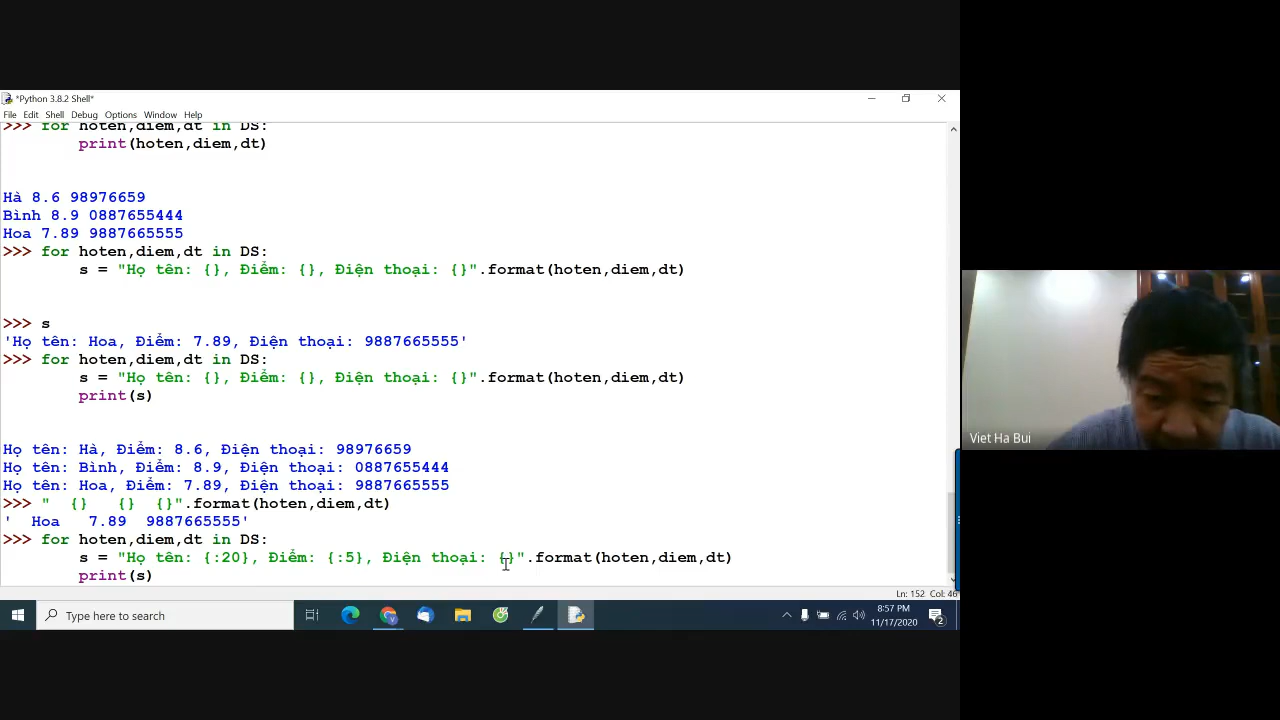 *Python 3.8.2 Shell*
File Edit Shell Debug Options Window Help
>>> for hoten,diem,dt in DS:
print(hoten,diem,dt)
Hà 8.6 98976659
Bình 8.9 0887655444
Hoa 7.89 9887665555
>>> for hoten,diem,dt in DS:
s = "Họ tên: {}, Điểm: {}, Điện thoại: {}".format(hoten,diem,dt)
>>> s
'Họ tên: Hoa, Điểm: 7.89, Điện thoại: 9887665555'
>>> for hoten,diem,dt in DS:
s = "Họ tên: {}, Điểm: {}, Điện thoại: {}".format(hoten,diem,dt)
print(s)
Họ tên: Hà, Điểm: 8.6, Điện thoại: 98976659
Họ tên: Bình, Điểm: 8.9, Điện thoại: 0887655444
Họ tên: Hoa, Điểm: 7.89, Điện thoại: 9887665555
>>> "  {}   {}  {}".format(hoten,diem,dt)
'  Hoa   7.89  9887665555'
>>> for hoten,diem,dt in DS:
s = "Họ tên: {:20}, Điểm: {:5}, Điện thoại: {}".format(hoten,diem,dt)
print(s)
Ln: 152 Col: 46
Type here to search
8:57 PM
11/17/2020
2
Viet Ha Bui